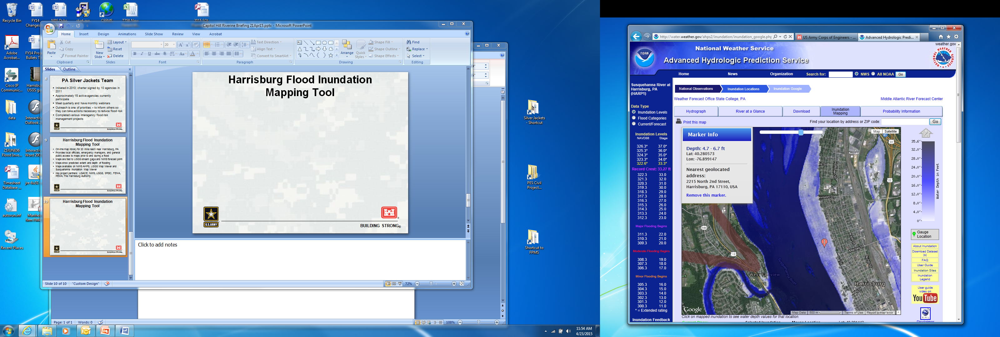 Recycle Bin
FY14
Changes...
NRS Duke
start.exe
GEEMS
T758 New
2015 SOL
Adobe
Acrobat...
FY14 Pro
Bullets T
Cisco IP
Communic...
Harrisbu
USGS ga
data
Interactiv
Outlook 2
25JUNE06
Flood Inve...
Interactiv
Word 200
Timesheet
Database ...
jre-6u51-
autorun.inf
Manhei
firm FM4
Recent Places
Silver Jackets
- Shortcut
PES Civil
Project...
Shortcut to
FPMS
Capitol Hill Riverine Briefing 21Apr15.pptx - Microsoft PowerPoint
Home Insert Design Animations Slide Show Review View Acrobat
Paste
Cut
Copy
Format Painter
Clipboard
New
Slide
Layout
Reset
Delete
Slides
20
Font
Text Direction
Align Text
Convert to SmartArt
Paragraph
Arrange
Quick
Styles
Shape Fill
Shape Outline
Shape Effects
Drawing
Find
Replace
Select
Editing
Slides Outline
8
PA Silver Jackets Team
Initiated in 2010; charter signed by 10 agencies in
2011
Approximately 15 active agencies currently
participate
Meet quarterly and have monthly webinars
Outreach is one of priorities – to inform others so
they can take actions necessary to reduce flood risk
Completed various interagency flood risk
management projects
BUILDING STRONG®
9
Harrisburg Flood Inundation
Mapping Tool
On-line map library for 20 mile reach near Harrisburg, PA
Provides local officials, emergency managers, and general
public access to maps prior to and during a flood
Maps are tied to USGS stream gage and NWS forecast point
Maps show predicted extent and depth of flooding
Maps available on NWS AHPS, USGS Map Viewer and
Susquehanna Inundation Map Viewer
Key project partners: USACE, NWS, USGS, SRBC, FEMA,
PEMA, The Harrisburg Authority
BUILDING STRONG®
10
Harrisburg Flood Inundation
Mapping Tool
BUILDING STRONG®
Harrisburg Flood Inundation
Mapping Tool
U.S.ARMY
BUILDING STRONG®
Click to add notes
Slide 10 of 10 "Custom Design" 72%
Page: 1 of 1 Words: 0 108%
11:54 AM
4/23/2015
http://water.weather.gov/ahps2/inundation/inundation_google.php
US Army Corps of Engineers - ...
Advanced Hydrologic Predi...
weather.gov
NOAA
National Weather Service
Advanced Hydrologic Prediction Service
Home News Organization Search for: NWS All NOAA Go
Susquehanna River at
Harrisburg, PA
(HARP1)
National Observations Inundation Locations Inundation Google
Weather Forecast Office State College, PA Middle Atlantic River Forecast Center
Data Type
Inundation Levels
Flood Categories
Current/Forecast
Hydrograph River at a Glance Download Inundation
Mapping Probability Information
Print this map Find your location by address or ZIP code: Go
Inundation Levels
NAVD88 Stage
326.3* 37.0*
325.3* 36.0*
324.3* 35.0*
323.3* 34.0*
322.6* 33.3*
Record Crest: 33.27 ft
322.3 33.0
321.3 32.0
320.3 31.0
319.3 30.0
318.3 29.0
317.3 28.0
316.3 27.0
315.3 26.0
314.3 25.0
313.3 24.0
312.3 23.0
Major Flooding Begins
311.3 22.0
310.3 21.0
309.3 20.0
Moderate Flooding Begins
308.3 19.0
307.3 18.0
306.3 17.0
Minor Flooding Begins
305.3 16.0
304.3 15.0
303.3 14.0
302.3 13.0
301.3 12.0
300.3 11.0
* = Extended rating
Inundation Feedback
Marker Info
Depth: 4.7 - 6.7 ft
Lat: 40.280573
Lon: -76.899147
Nearest geolocated
address:
2215 North 2nd Street,
Harrisburg, PA 17110, USA
Remove this marker.
Map Satellite
81
22
22
Lewis St
Hoffman St
Division St
Enola
944
15
N 6th St
Maclay St
N 3rd St
N 7th St
Susquehanna River
West Fairview
Harrisburg
Reily St
Google
Map Data 500 m Terms of Use Report a map error
Click on mapped inundation to see water depth values for that location.
N
35.6'
32.0'
28.0'
24.0'
20.0'
16.0'
12.0'
8.0'
4.0'
0'
Water Depth in Feet
Gauge
Location
About Inundation
Download Dataset
(s)
FAQ
User Guide
Inundation Sites
Inundation
Legend
User guide
video on
YouTube
KML
Disclaimer